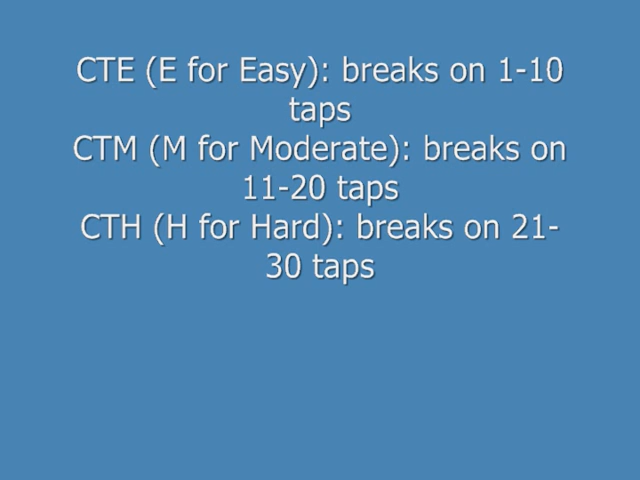 CTE (E for Easy): breaks on 1-10
taps
CTM (M for Moderate): breaks on
11-20 taps
CTH (H for Hard): breaks on 21-
30 taps